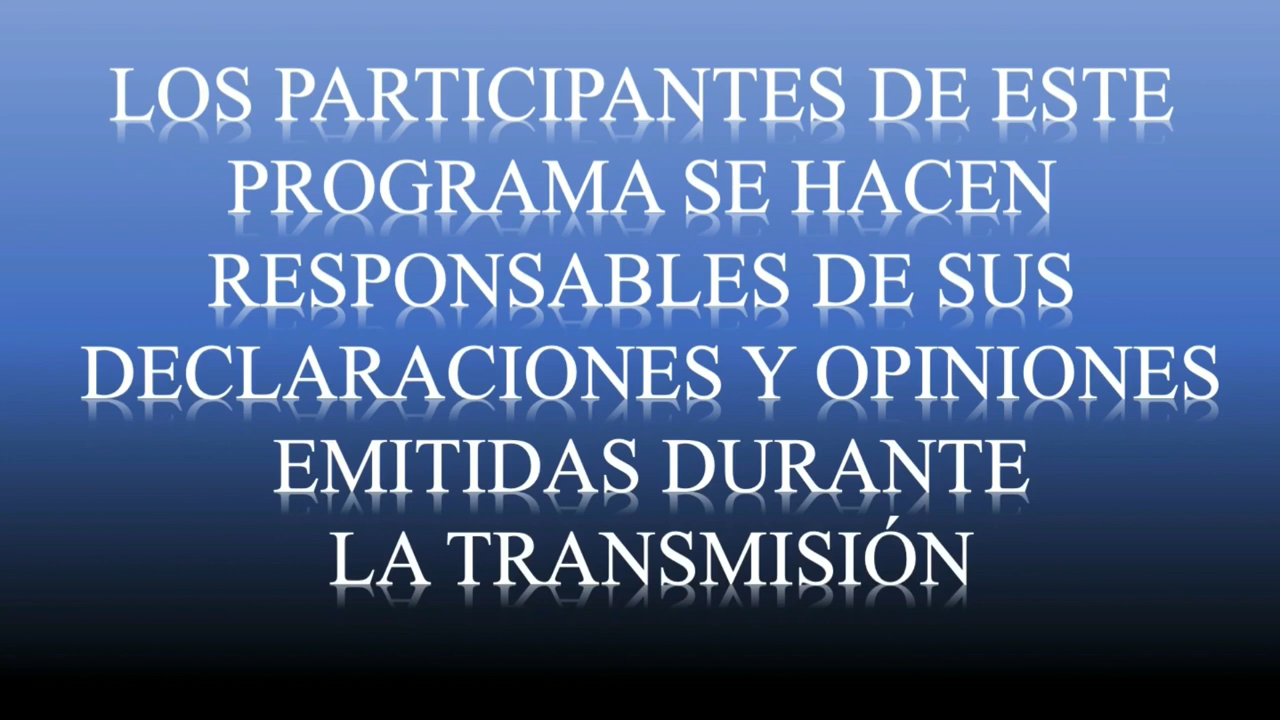 LOS PARTICIPANTES DE ESTE
PROGRAMA SE HACEN
RESPONSABLES DE SUS
DECLARACIONES Y OPINIONES
EMITIDAS DURANTE
LA TRANSMISIÓN